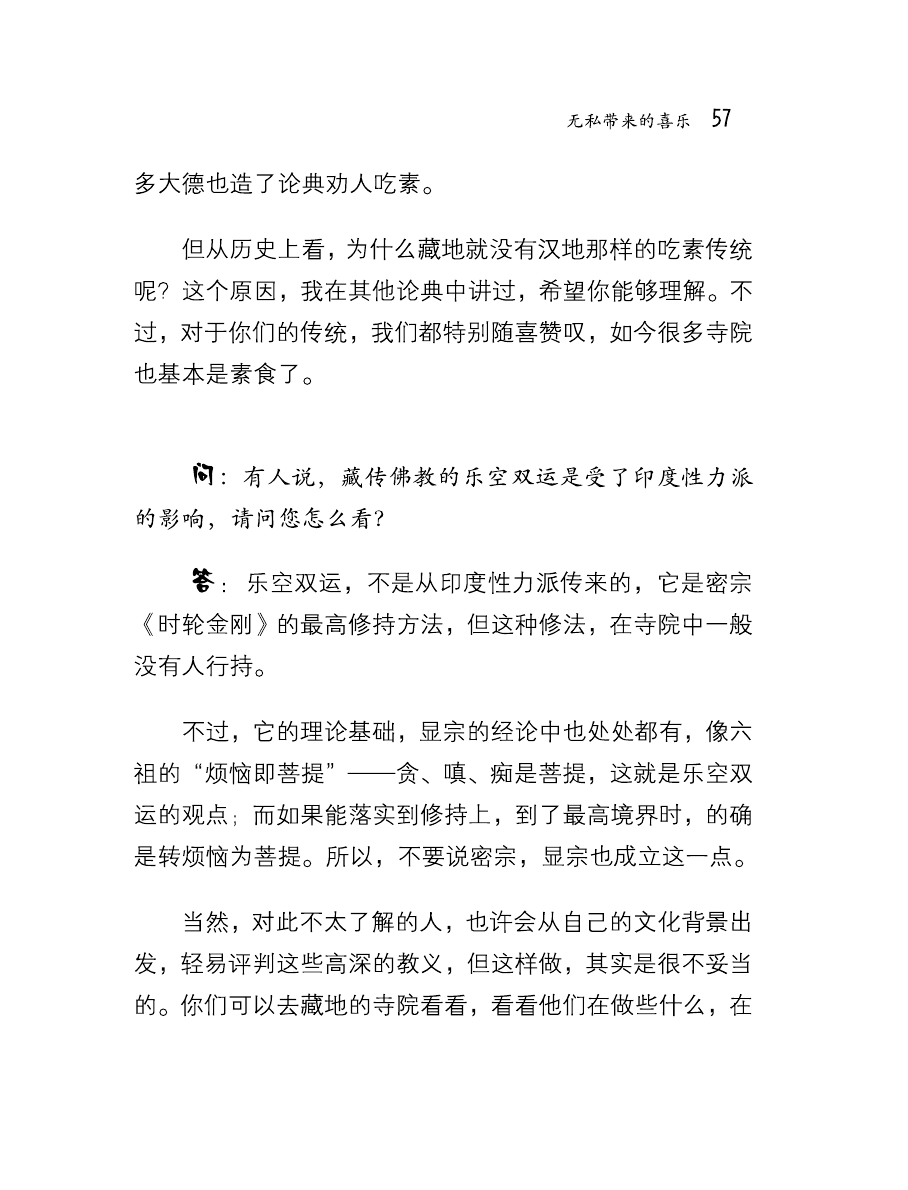 无私带来的喜乐 57
多大德也造了论典劝人吃素。
但从历史上看，为什么藏地就没有汉地那样的吃素传统
呢？这个原因，我在其他论典中讲过，希望你能够理解。不
过，对于你们的传统，我们都特别随喜赞叹，如今很多寺院
也基本是素食了。
问：有人说，藏传佛教的乐空双运是受了印度性力派
的影响，请问您怎么看？
答：乐空双运，不是从印度性力派传来的，它是密宗
《时轮金刚》的最高修持方法，但这种修法，在寺院中一般
没有人行持。
不过，它的理论基础，显宗的经论中也处处都有，像六
祖的“烦恼即菩提”——贪、嗔、痴是菩提，这就是乐空双
运的观点；而如果能落实到修持上，到了最高境界时，的确
是转烦恼为菩提。所以，不要说密宗，显宗也成立这一点。
当然，对此不太了解的人，也许会从自己的文化背景出
发，轻易评判这些高深的教义，但这样做，其实是很不妥当
的。你们可以去藏地的寺院看看，看看他们在做些什么，在